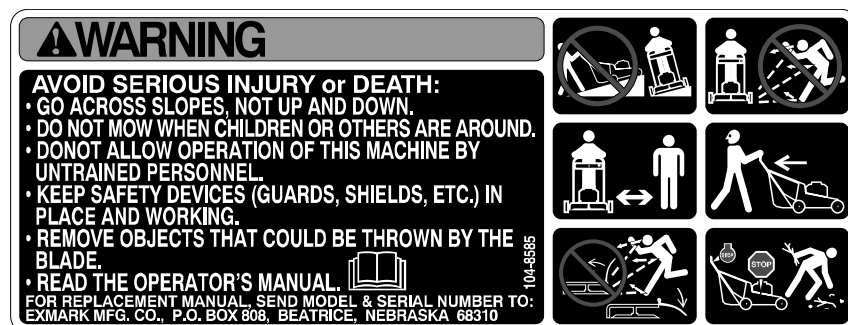 WARNING
AVOID SERIOUS INJURY or DEATH:
• GO ACROSS SLOPES, NOT UP AND DOWN.
• DO NOT MOW WHEN CHILDREN OR OTHERS ARE AROUND.
• DONOT ALLOW OPERATION OF THIS MACHINE BY
UNTRAINED PERSONNEL.
• KEEP SAFETY DEVICES (GUARDS, SHIELDS, ETC.) IN
PLACE AND WORKING.
• REMOVE OBJECTS THAT COULD BE THROWN BY THE
BLADE.
• READ THE OPERATOR'S MANUAL.
FOR REPLACEMENT MANUAL, SEND MODEL & SERIAL NUMBER TO:
EXMARK MFG. CO., P.O. BOX 808, BEATRICE, NEBRASKA 68310
104-8585
STOP
STOP